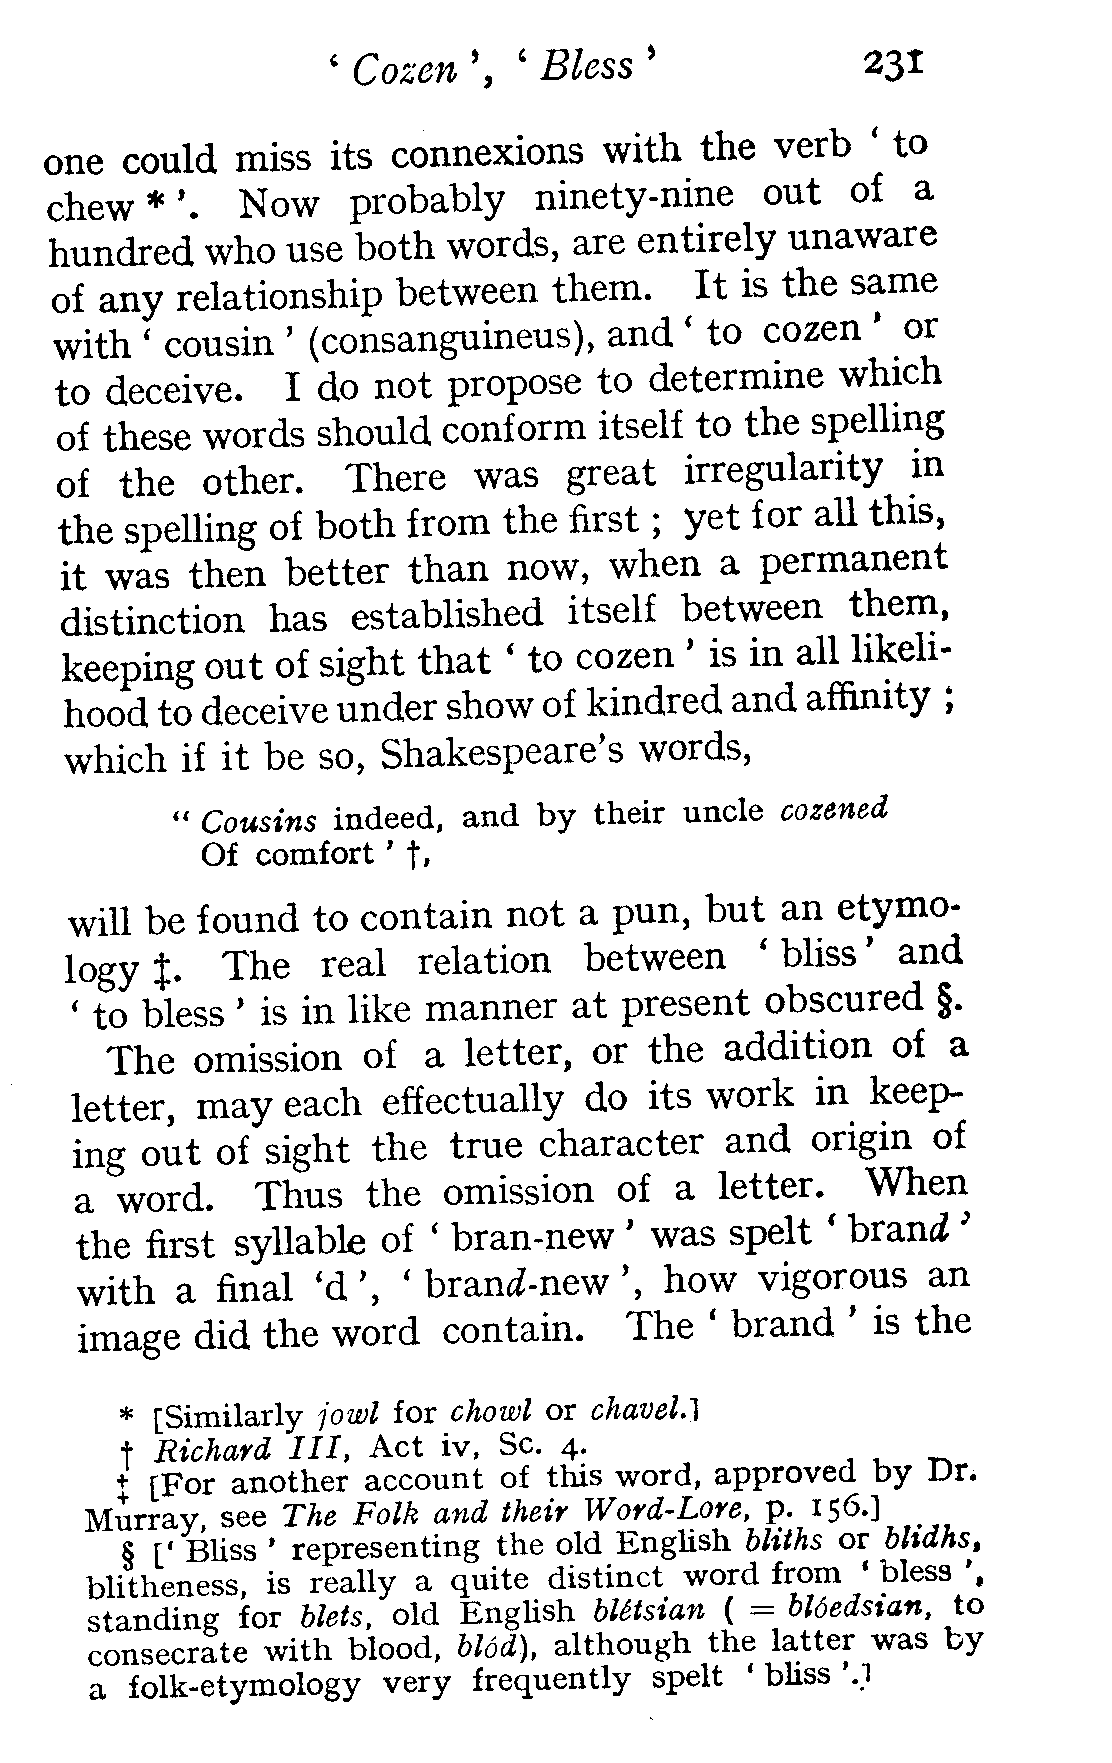 ‘ Cozen ’, ‘ Bless ’ 231
one could miss its connexions with the verb ‘ to
chew * ’. Now probably ninety-nine out of a
hundred who use both words, are entirely unaware
of any relationship between them. It is the same
with ‘ cousin ’ (consanguineus), and ‘ to cozen ’ or
to deceive. I do not propose to determine which
of these words should conform itself to the spelling
of the other. There was great irregularity in
the spelling of both from the first ; yet for all this,
it was then better than now, when a permanent
distinction has established itself between them,
keeping out of sight that ‘ to cozen ’ is in all likeli-
hood to deceive under show of kindred and affinity ;
which if it be so, Shakespeare’s words,
“ Cousins indeed, and by their uncle cozened
Of comfort ’ †,
will be found to contain not a pun, but an etymo-
logy ‡. The real relation between ‘ bliss ’ and
‘ to bless ’ is in like manner at present obscured §.
The omission of a letter, or the addition of a
letter, may each effectually do its work in keep-
ing out of sight the true character and origin of
a word. Thus the omission of a letter. When
the first syllable of ‘ bran-new ’ was spelt ‘ brand ’
with a final ‘d ’, ‘ brand-new ’, how vigorous an
image did the word contain. The ‘ brand ’ is the
* [Similarly jowl for chowl or chavel.]
† Richard III, Act iv, Sc. 4.
‡ [For another account of this word, approved by Dr.
Murray, see The Folk and their Word-Lore, p. 156.]
§ [‘ Bliss ’ representing the old English bliths or blidhs,
blitheness, is really a quite distinct word from ‘ bless ’,
standing for blets, old English blétsian ( = blóedsian, to
consecrate with blood, blód), although the latter was by
a folk-etymology very frequently spelt ‘ bliss ’.]